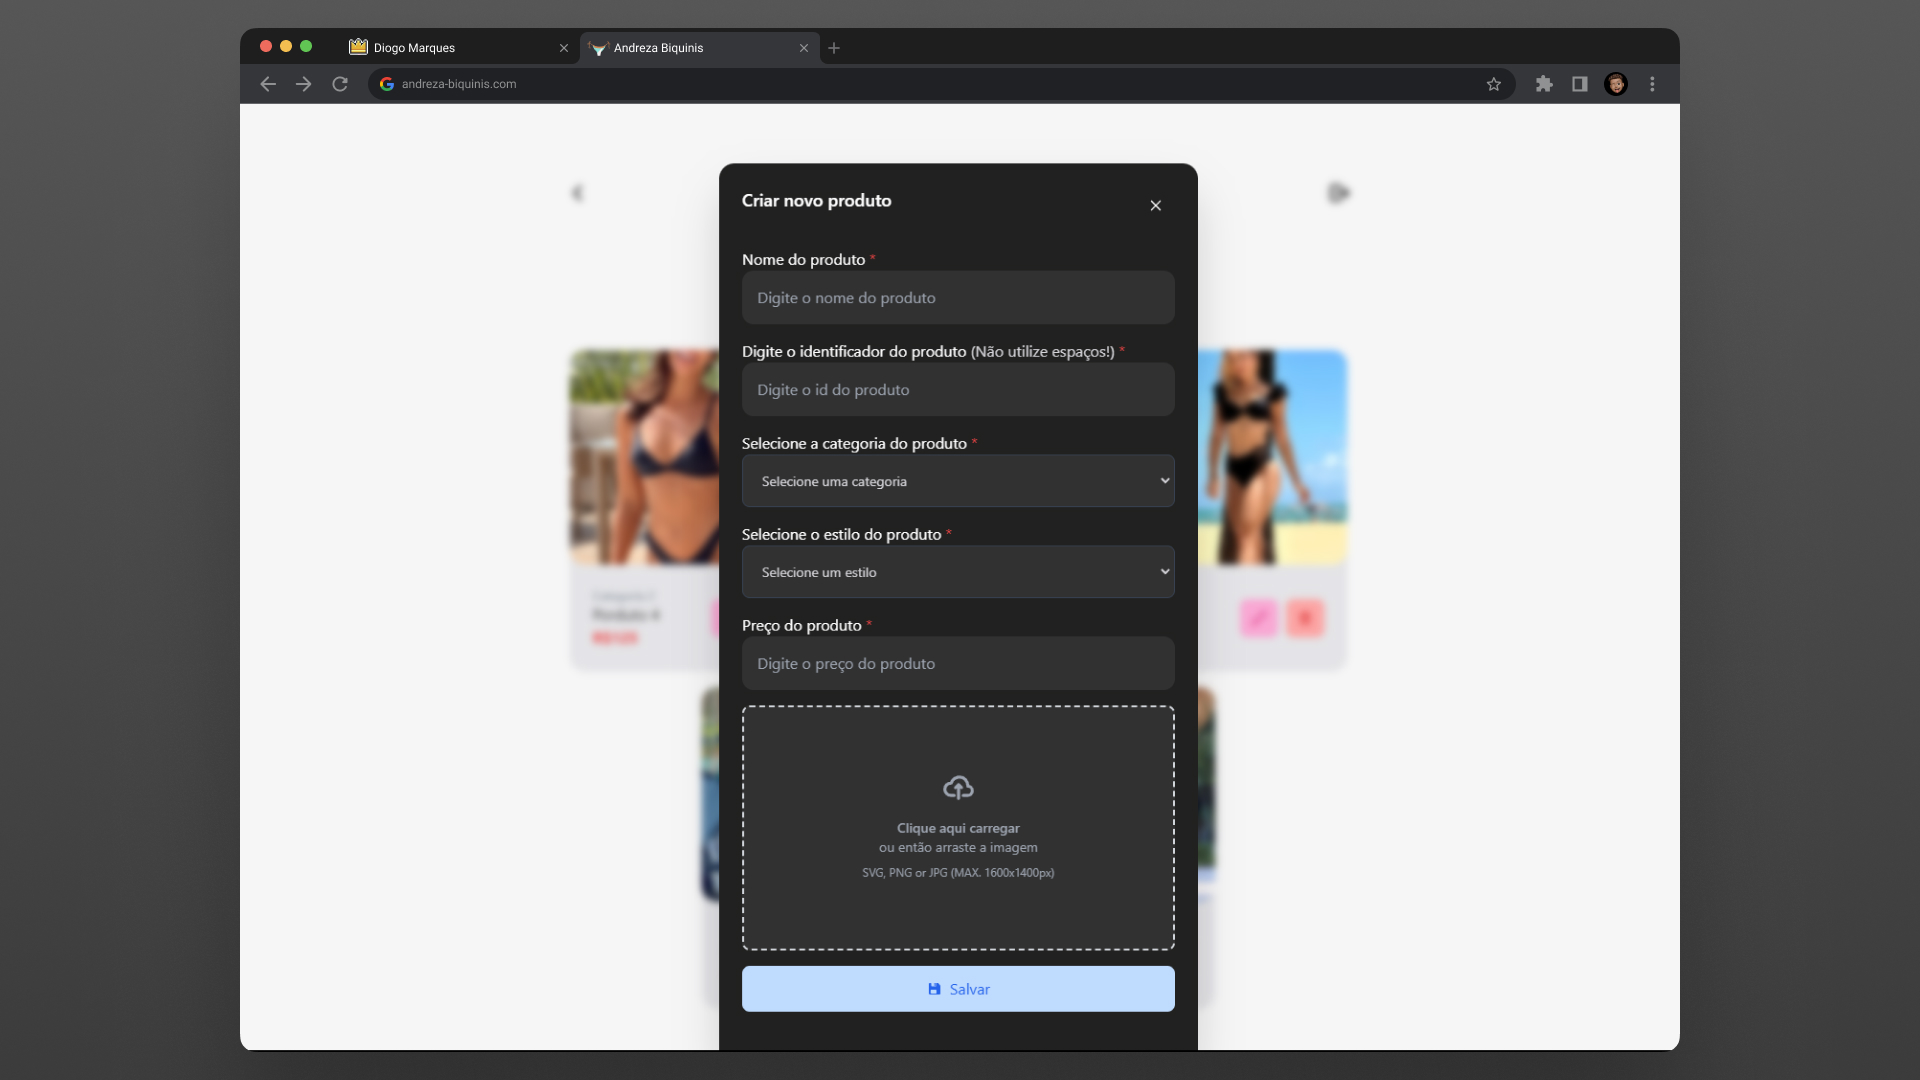 Diogo Marques
Andreza Biquinis
andreza-biquinis.com
Criar novo produto
Nome do produto *
Digite o nome do produto
Digite o identificador do produto (Não utilize espaços!) *
Digite o id do produto
Selecione a categoria do produto *
Selecione uma categoria
Selecione o estilo do produto *
Selecione um estilo
Preço do produto *
Digite o preço do produto
Clique aqui carregar
ou então arraste a imagem
SVG, PNG or JPG (MAX. 1600x1400px)
Salvar